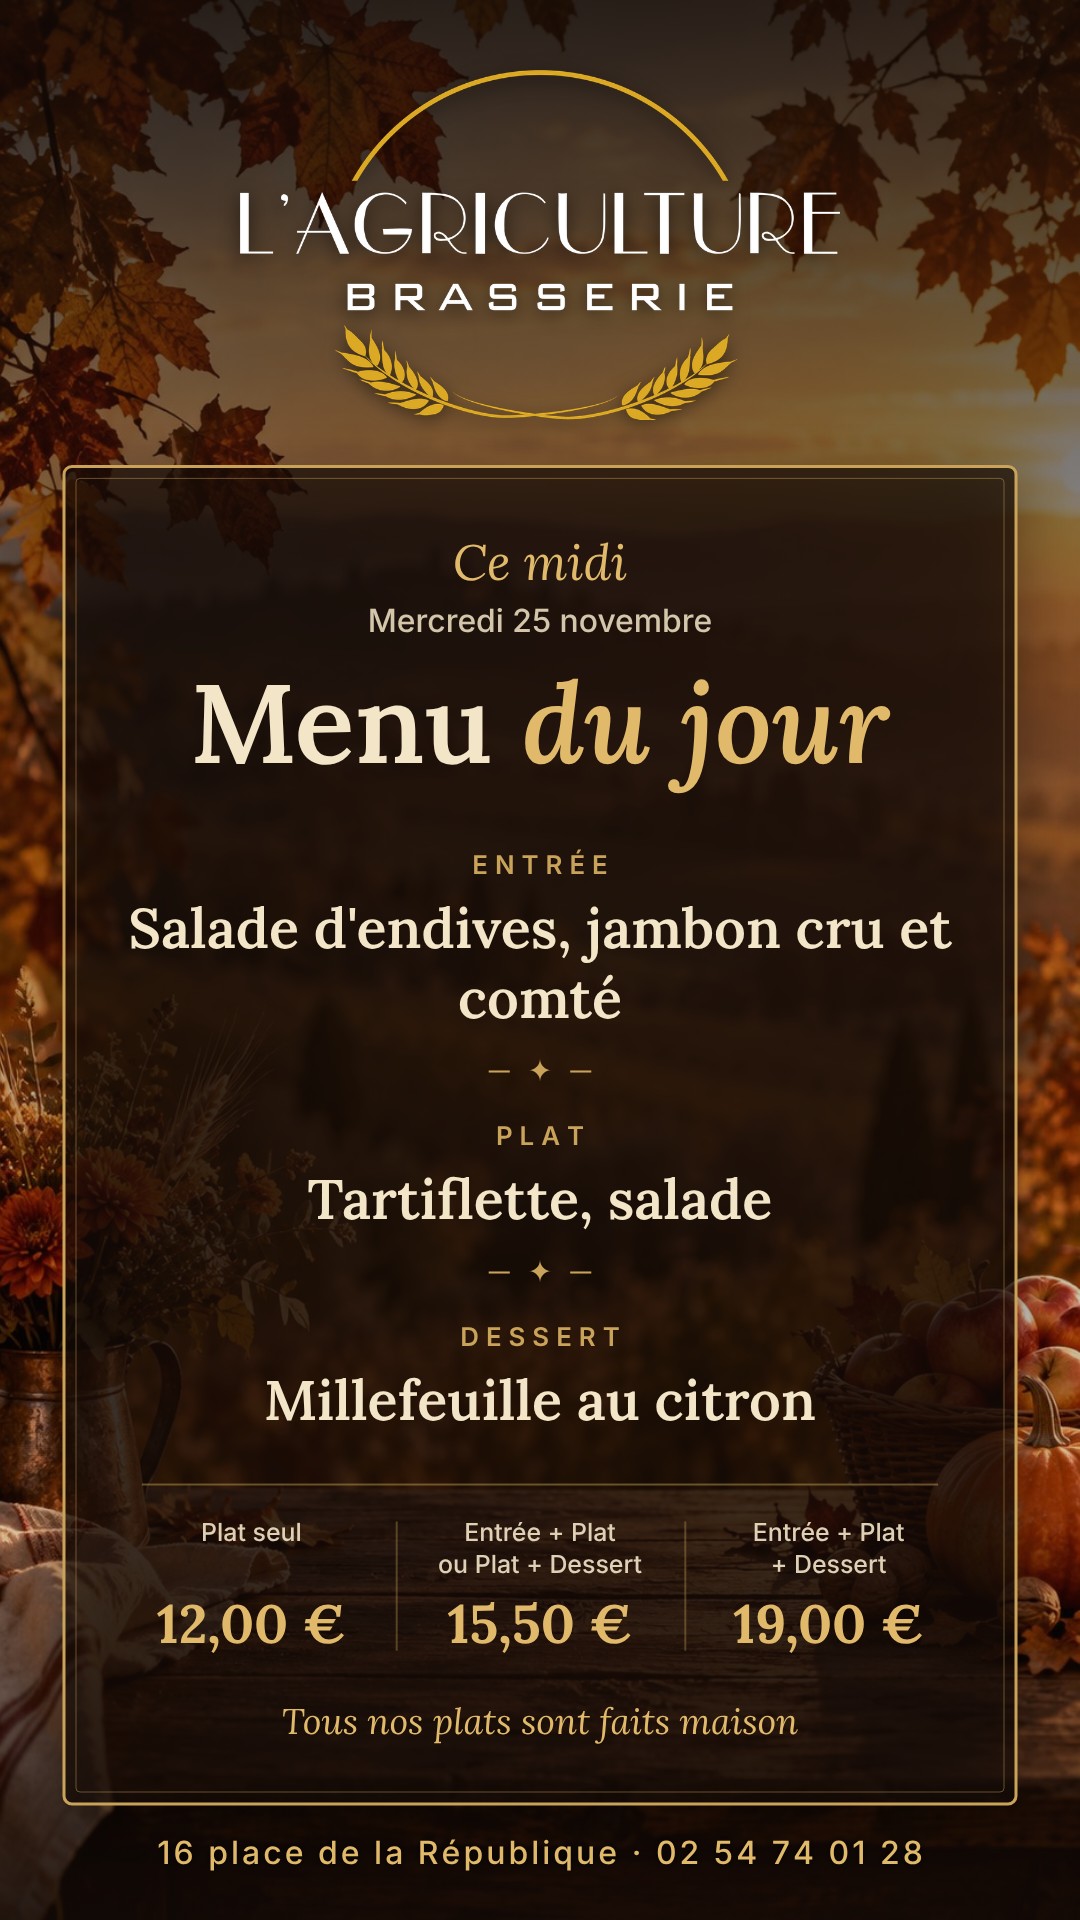 L'AGRICULTURE
BRASSERIE
Ce midi
Mercredi 25 novembre
Menu du jour
ENTRÉE
Salade d'endives, jambon cru et
comté
PLAT
Tartiflette, salade
DESSERT
Millefeuille au citron
Plat seul
12,00 €
Entrée + Plat
ou Plat + Dessert
15,50 €
Entrée + Plat
+ Dessert
19,00 €
Tous nos plats sont faits maison
16 place de la République · 02 54 74 01 28